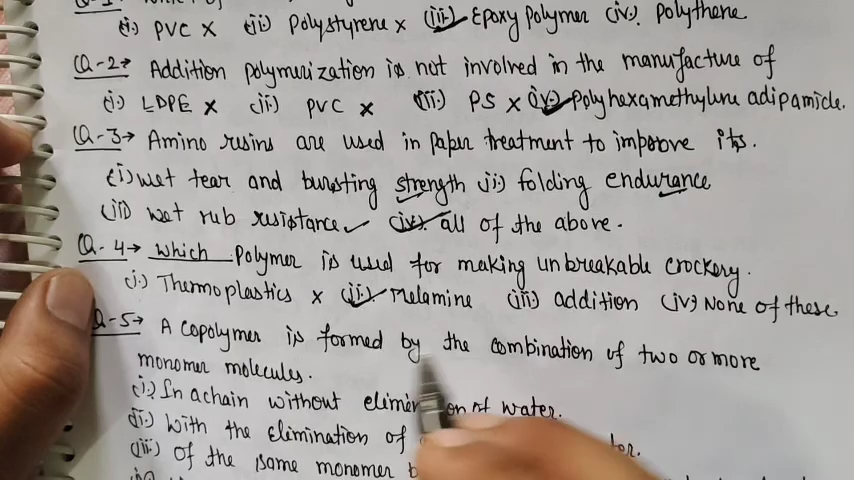 (i.) PVC × (ii) Polystyrene × (iii) Epoxy Polymer (iv). Polythene
Q-2→ Addition polymerization is not involved in the manufacture of
(i.) LDPE × (ii) PVC × (iii.) PS × (iv.) Polyhexamethylene adipamide.
Q-3→ Amino resins are used in paper treatment to improve its.
(i) wet tear and bursting strength (ii) folding endurance
(iii) wet rub resistance (iv.) all of the above.
Q-4→ which Polymer is used for making unbreakable crockery.
(i.) Thermoplastics × (ii.) Melamine (iii) addition (iv) None of these.
Q-5→ A copolymer is formed by the combination of two or more
monomer molecules.
(i.) In a chain without of water.
(ii.) With the Elimination of
(iii.) Of the same monomer